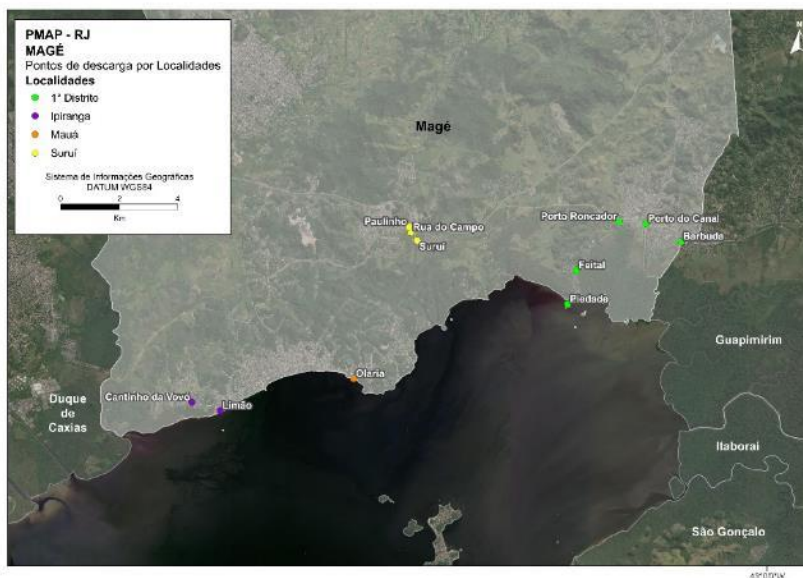 PMAP - RJ
MAGÉ
Pontos de descarga por Localidades
Localidades
1º Distrito
Ipiranga
Mauá
Suruí
Sistema de Informações Geográficas
DATUM WGS84
0 2 4
Km
N
Magé
Paulinho
Rua do Campo
Suruí
Porto Roncador
Porto do Canal
Barbuda
Feital
Piedade
Guapimirim
Olaria
Cantinho da Vovó
Limão
Duque
de
Caxias
Itaboraí
São Gonçalo